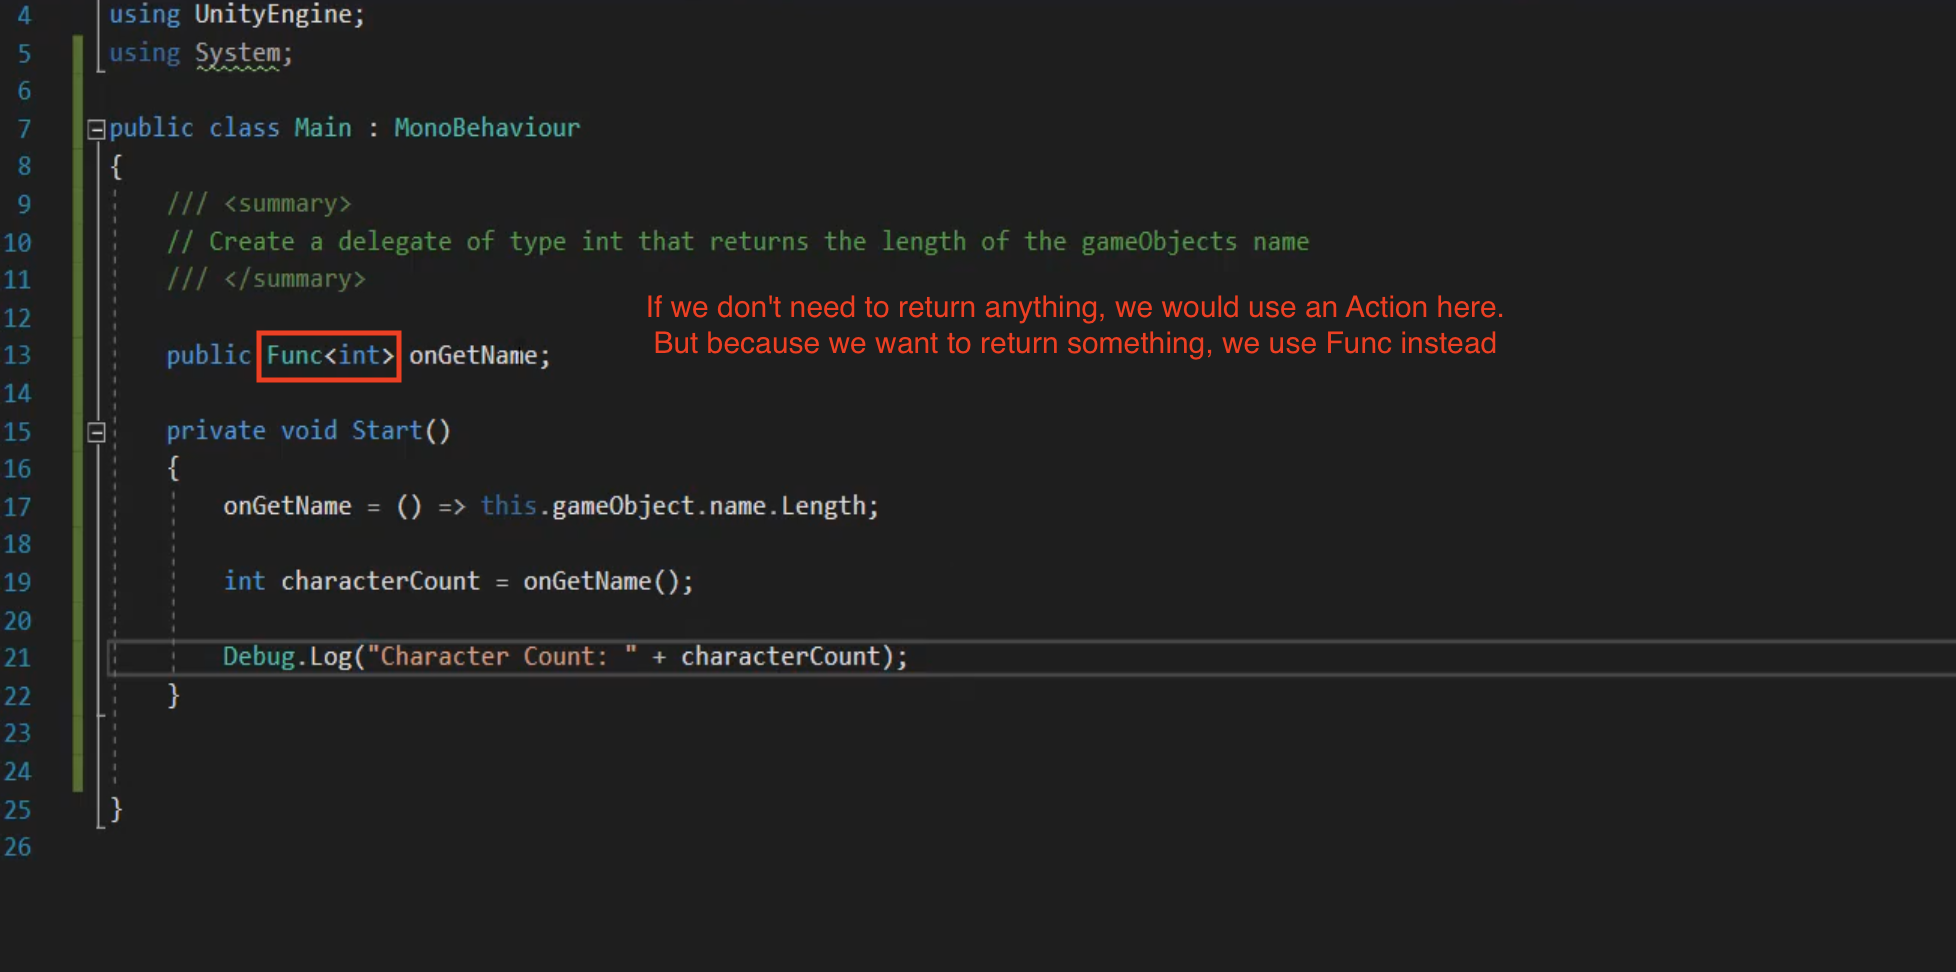 4 using UnityEngine;
5 using System;
6
7 public class Main : MonoBehaviour
8 {
9 /// <summary>
10 // Create a delegate of type int that returns the length of the gameObjects name
11 /// </summary>
If we don't need to return anything, we would use an Action here.
12
But because we want to return something, we use Func instead
13 public Func<int> onGetName;
14
15 private void Start()
16 {
17 onGetName = () => this.gameObject.name.Length;
18
19 int characterCount = onGetName();
20
21 Debug.Log("Character Count: " + characterCount);
22 }
23
24
25 }
26